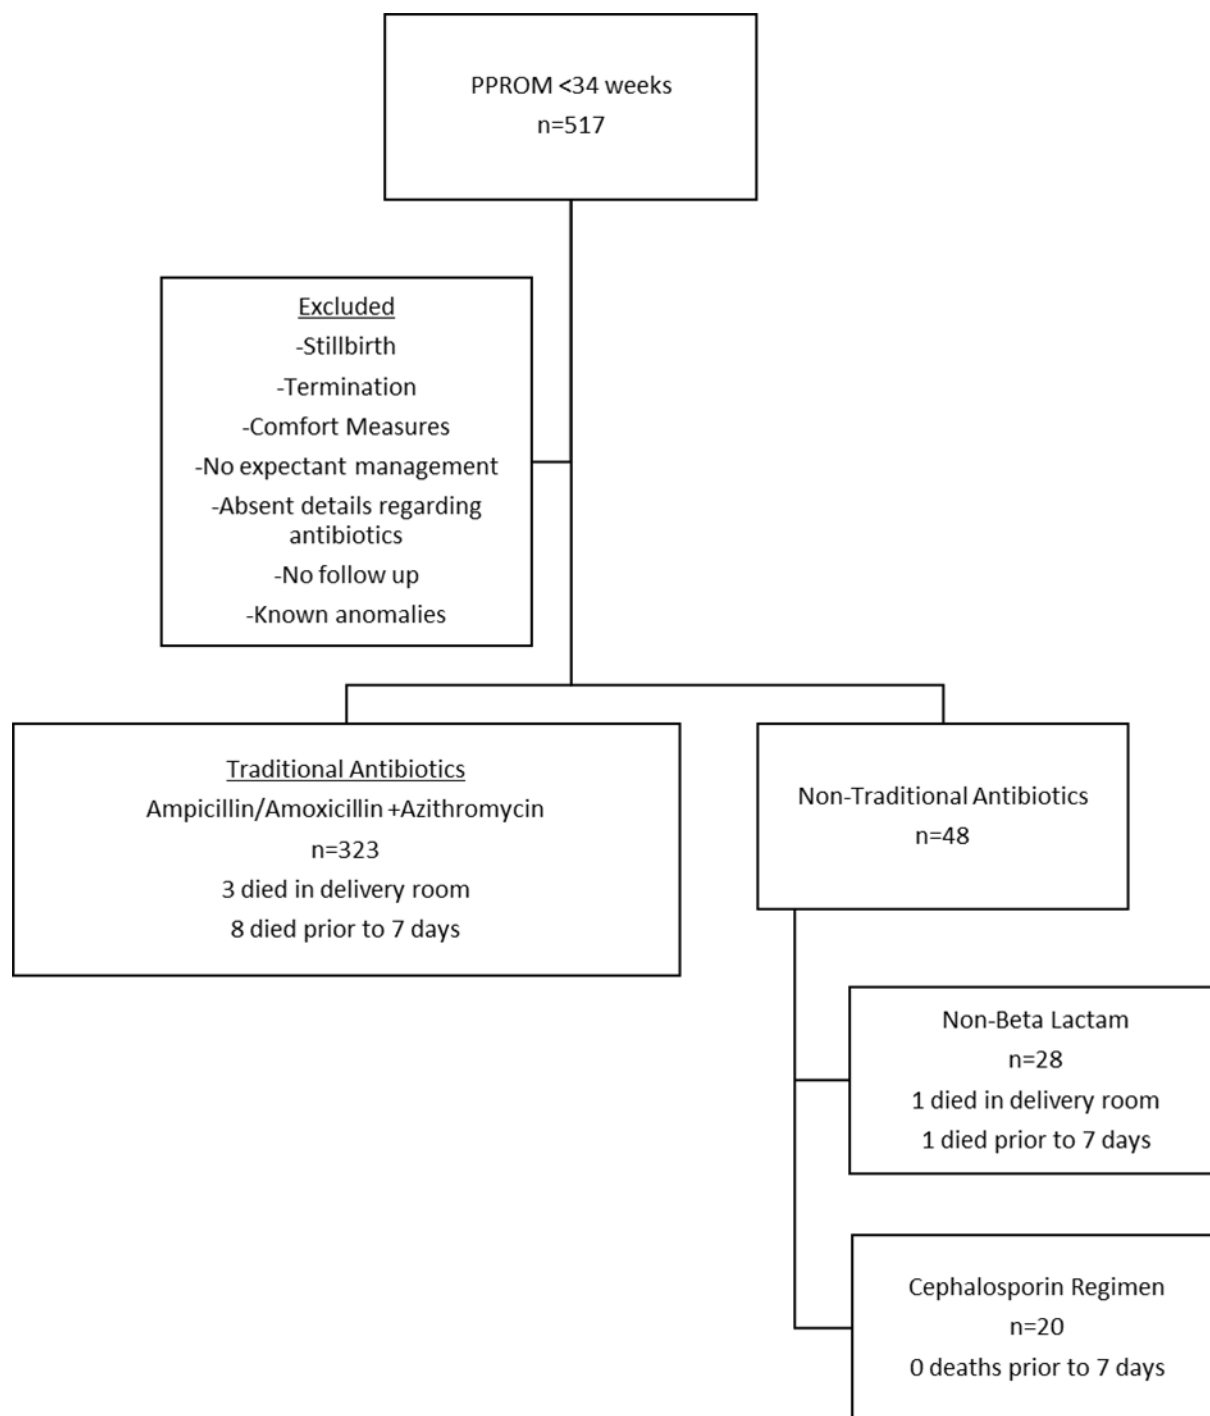 PPROM <34 weeks
n=517
Excluded
-Stillbirth
-Termination
-Comfort Measures
-No expectant management
-Absent details regarding
antibiotics
-No follow up
-Known anomalies
Traditional Antibiotics
Ampicillin/Amoxicillin +Azithromycin
n=323
3 died in delivery room
8 died prior to 7 days
Non-Traditional Antibiotics
n=48
Non-Beta Lactam
n=28
1 died in delivery room
1 died prior to 7 days
Cephalosporin Regimen
n=20
0 deaths prior to 7 days